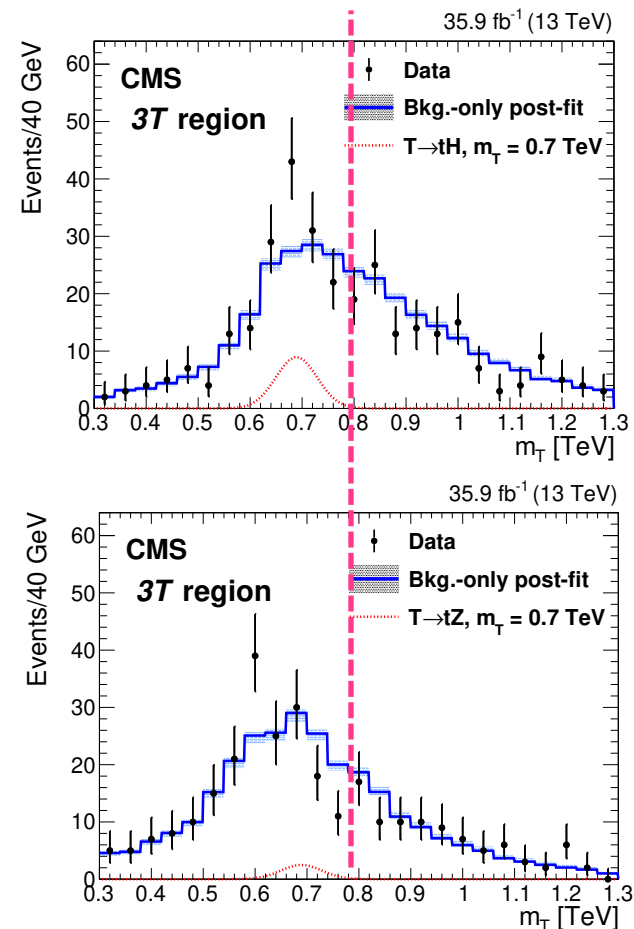 35.9 fb⁻¹ (13 TeV)
CMS
3T region
Data
Bkg.-only post-fit
T→tH, m_T = 0.7 TeV
Events/40 GeV
60
50
40
30
20
10
0
0.3 0.4 0.5 0.6 0.7 0.8 0.9 1 1.1 1.2 1.3
m_T [TeV]
35.9 fb⁻¹ (13 TeV)
CMS
3T region
Data
Bkg.-only post-fit
T→tZ, m_T = 0.7 TeV
Events/40 GeV
60
50
40
30
20
10
0
0.3 0.4 0.5 0.6 0.7 0.8 0.9 1 1.1 1.2 1.3
m_T [TeV]